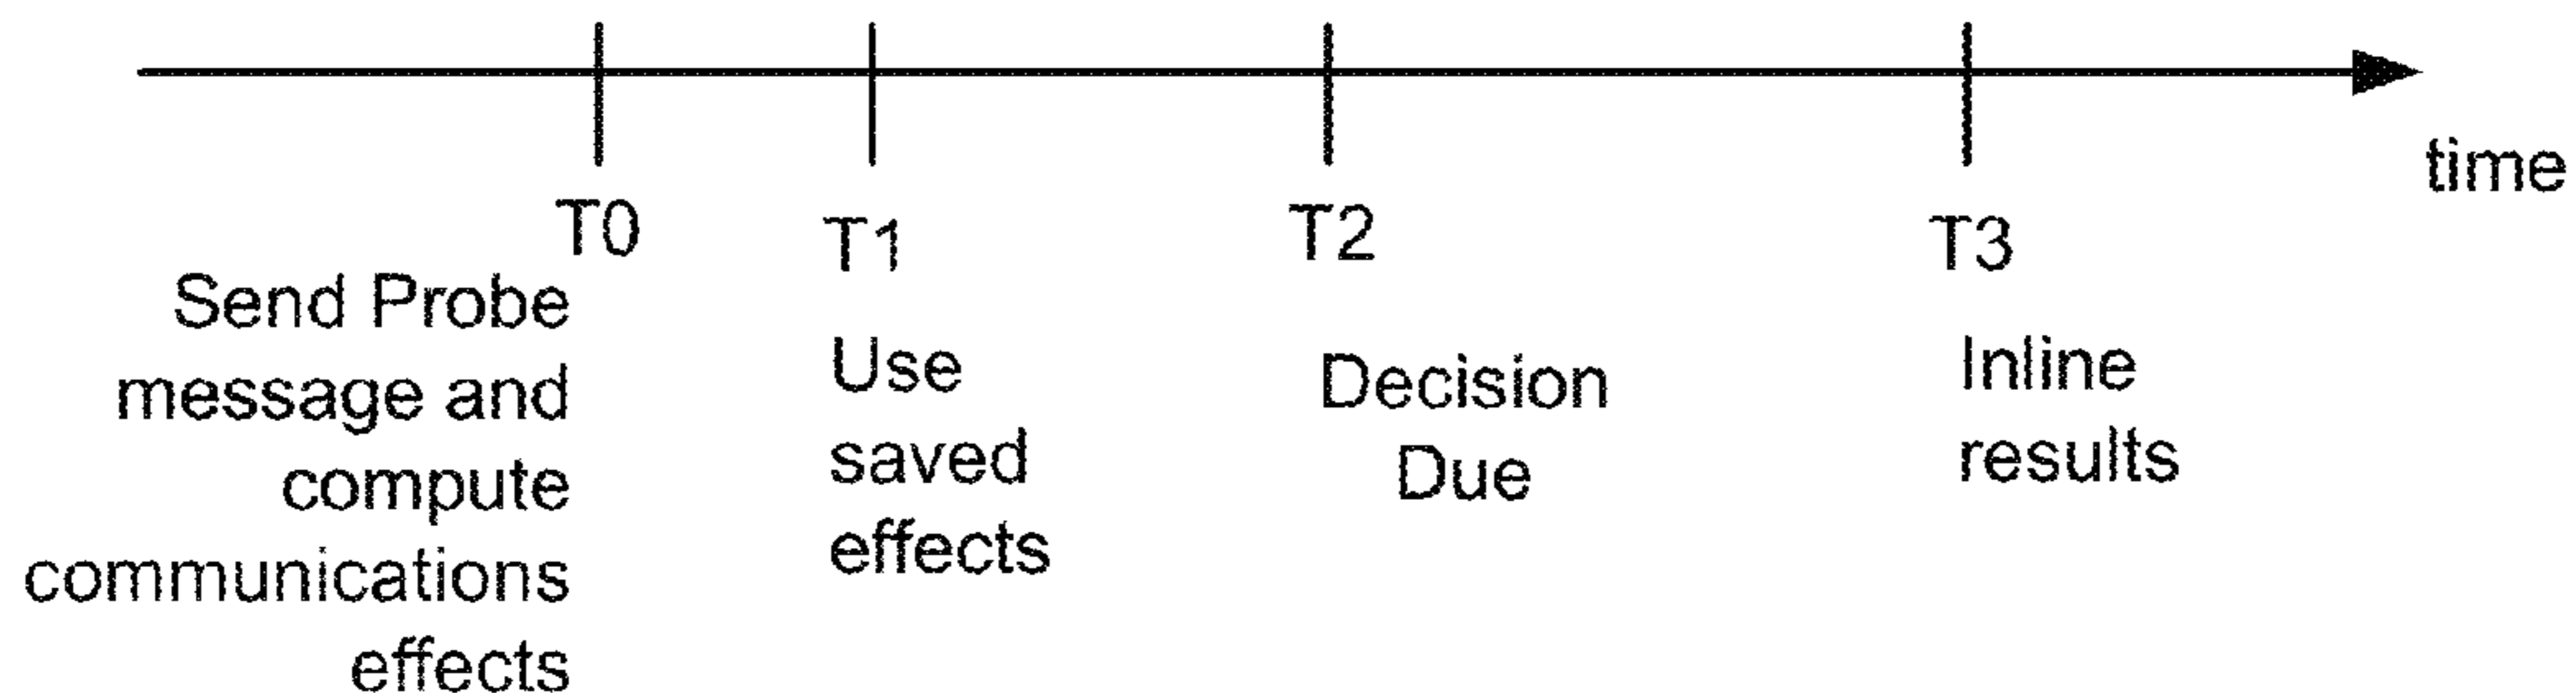 time
T0
Send Probe
message and
compute
communications
effects
T1
Use
saved
effects
T2
Decision
Due
T3
Inline
results